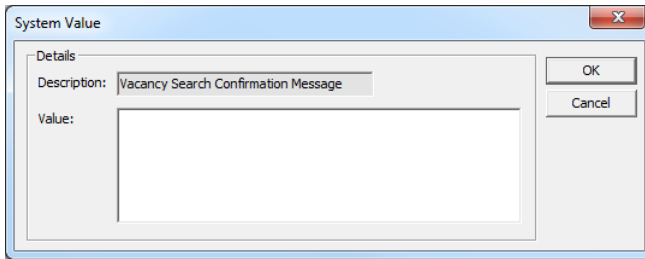 System Value
Details
OK
Description: Vacancy Search Confirmation Message
Cancel
Value: